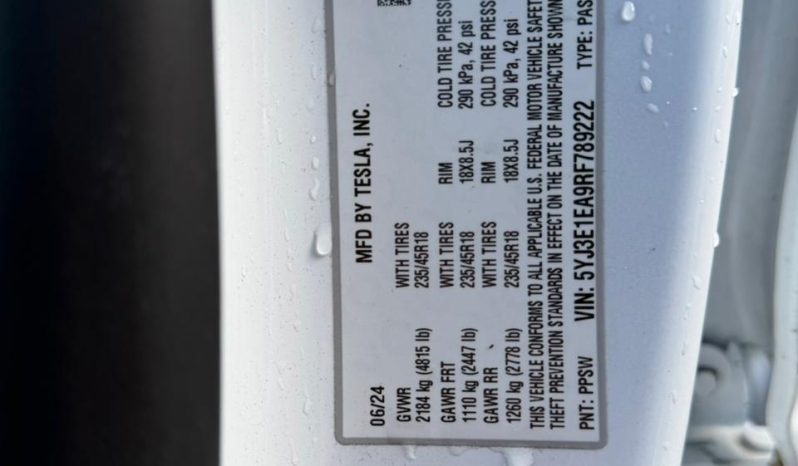 MFD BY TESLA, INC.
06/24
GVWR WITH TIRES
2184 kg (4815 lb) 235/45R18
GAWR FRT WITH TIRES RIM COLD TIRE PRESS
1110 kg (2447 lb) 235/45R18 18X8.5J 290 kPa, 42 psi
GAWR RR WITH TIRES RIM COLD TIRE PRESS
1260 kg (2778 lb) 235/45R18 18X8.5J 290 kPa, 42 psi
THIS VEHICLE CONFORMS TO ALL APPLICABLE U.S. FEDERAL MOTOR VEHICLE SAFET
THEFT PREVENTION STANDARDS IN EFFECT ON THE DATE OF MANUFACTURE SHOWN
PNT: PPSW VIN: 5YJ3E1EA9RF789222 TYPE: PAS